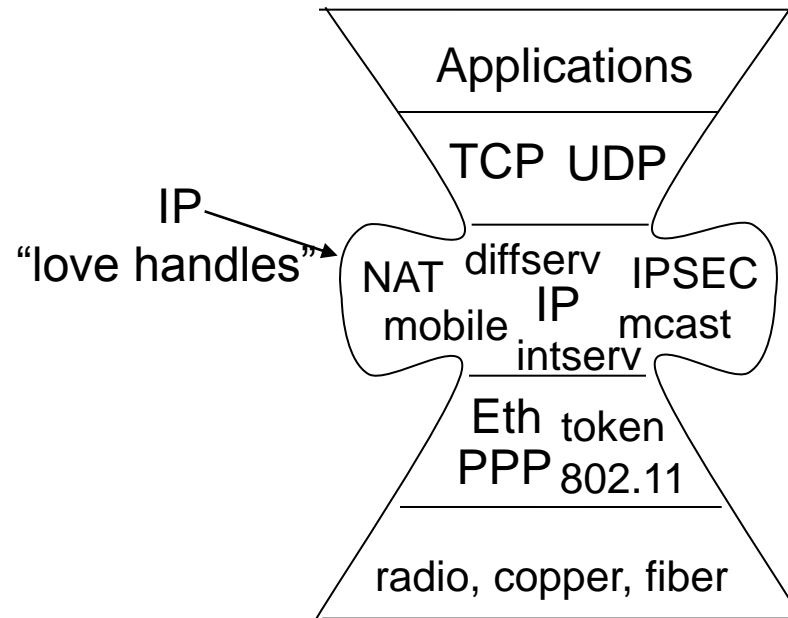 Applications
TCP UDP
IP
“love handles”
NAT diffserv IPSEC
mobile IP mcast
intserv
Eth token
PPP 802.11
radio, copper, fiber